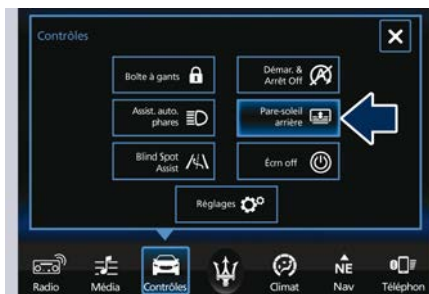 Contrôles
Boîte à gants
Démar. &
Arrêt Off
Assist. auto.
phares
Pare-soleil
arrière
Blind Spot
Assist
Écrn off
Réglages
Radio
Média
Contrôles
Climat
NE
Nav
Téléphon